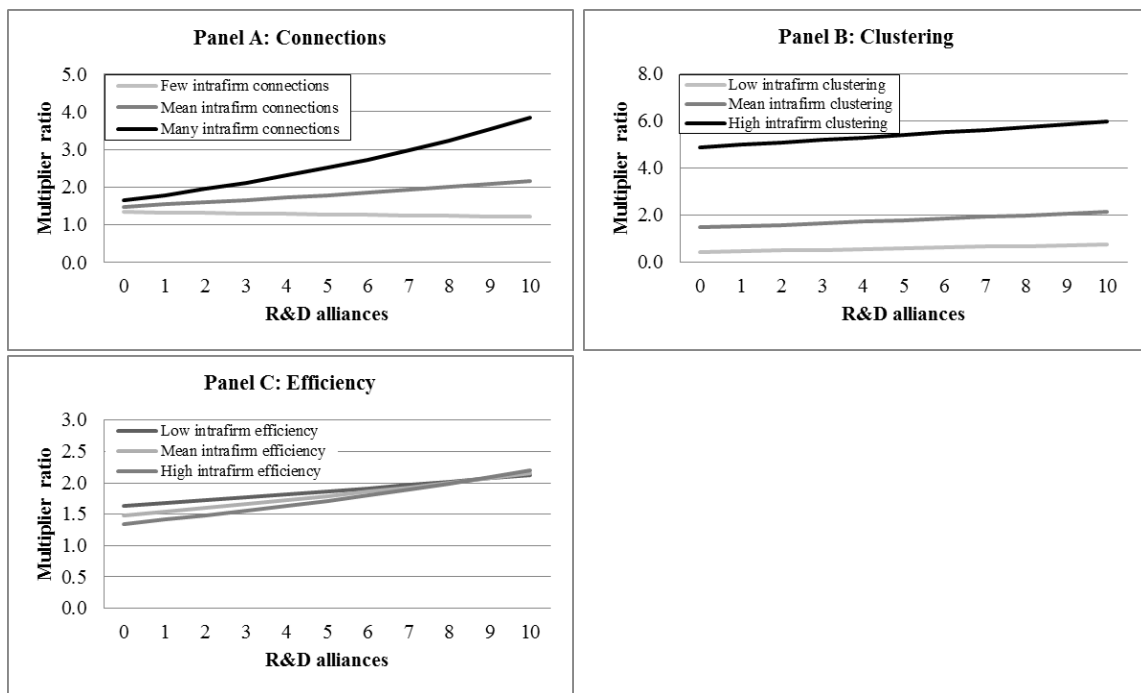 Panel A: Connections
5.0
4.0
3.0
2.0
1.0
0.0
Multiplier ratio
Few intrafirm connections
Mean intrafirm connections
Many intrafirm connections
0 1 2 3 4 5 6 7 8 9 10
R&D alliances
Panel B: Clustering
8.0
6.0
4.0
2.0
0.0
Multiplier ratio
Low intrafirm clustering
Mean intrafirm clustering
High intrafirm clustering
0 1 2 3 4 5 6 7 8 9 10
R&D alliances
Panel C: Efficiency
3.0
2.5
2.0
1.5
1.0
0.5
0.0
Multiplier ratio
Low intrafirm efficiency
Mean intrafirm efficiency
High intrafirm efficiency
0 1 2 3 4 5 6 7 8 9 10
R&D alliances